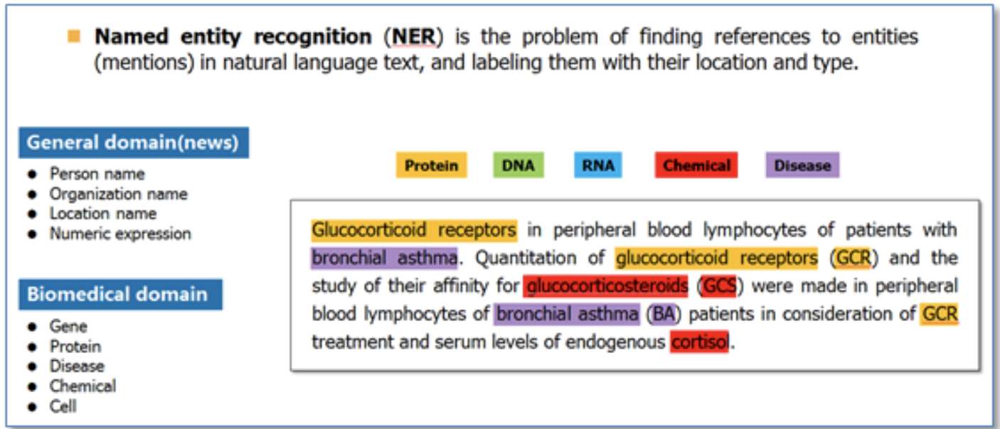 ■ Named entity recognition (NER) is the problem of finding references to entities
(mentions) in natural language text, and labeling them with their location and type.
General domain(news)
● Person name
● Organization name
● Location name
● Numeric expression
Biomedical domain
● Gene
● Protein
● Disease
● Chemical
● Cell
Protein DNA RNA Chemical Disease
Glucocorticoid receptors in peripheral blood lymphocytes of patients with
bronchial asthma. Quantitation of glucocorticoid receptors (GCR) and the
study of their affinity for glucocorticosteroids (GCS) were made in peripheral
blood lymphocytes of bronchial asthma (BA) patients in consideration of GCR
treatment and serum levels of endogenous cortisol.